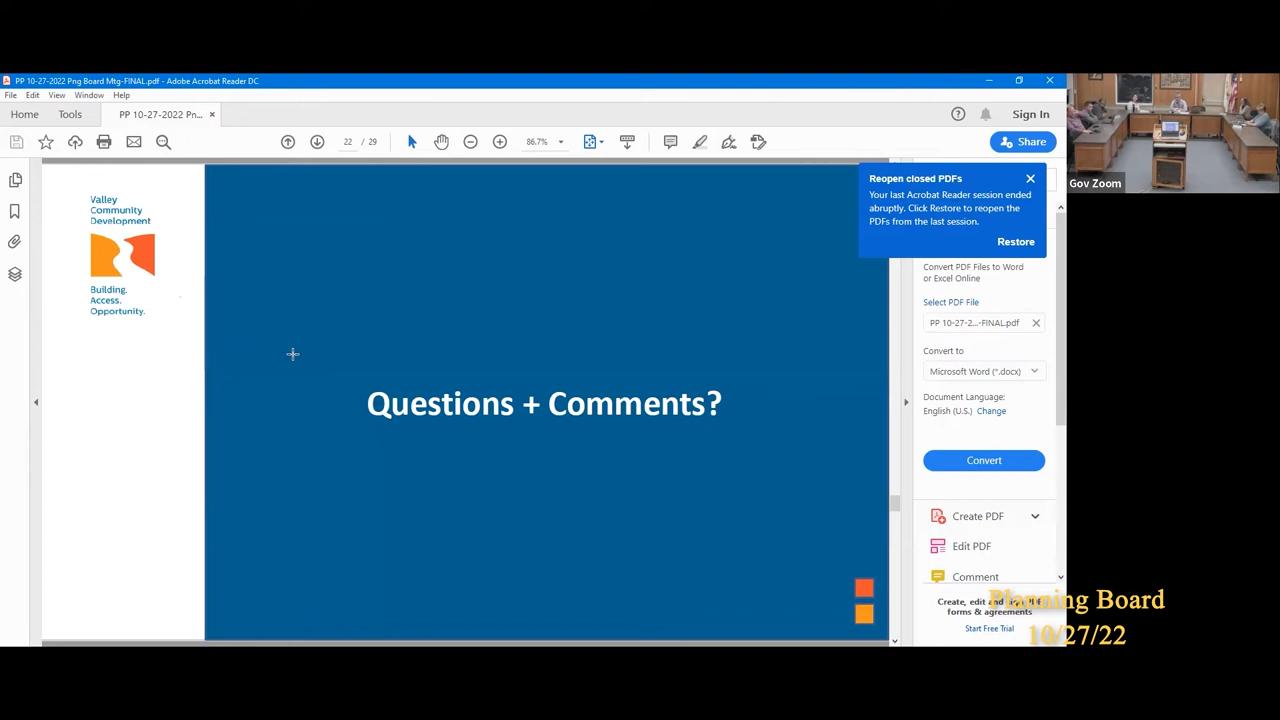 PP 10-27-2022 Png Board Mtg-FINAL.pdf - Adobe Acrobat Reader DC
File Edit View Window Help
Home Tools PP 10-27-2022 Pn... × Sign In
22 / 29 86.7% Share
Valley
Community
Development
Building.
Access.
Opportunity.
Questions + Comments?
Reopen closed PDFs
Your last Acrobat Reader session ended
abruptly. Click Restore to reopen the
PDFs from the last session.
Restore
Convert PDF Files to Word
or Excel Online
Select PDF File
PP 10-27-2...-FINAL.pdf
Convert to
Microsoft Word (*.docx)
Document Language:
English (U.S.) Change
Convert
Create PDF
Edit PDF
Comment
Create, edit and sign PDF
forms & agreements
Start Free Trial
Gov Zoom
Planning Board
10/27/22